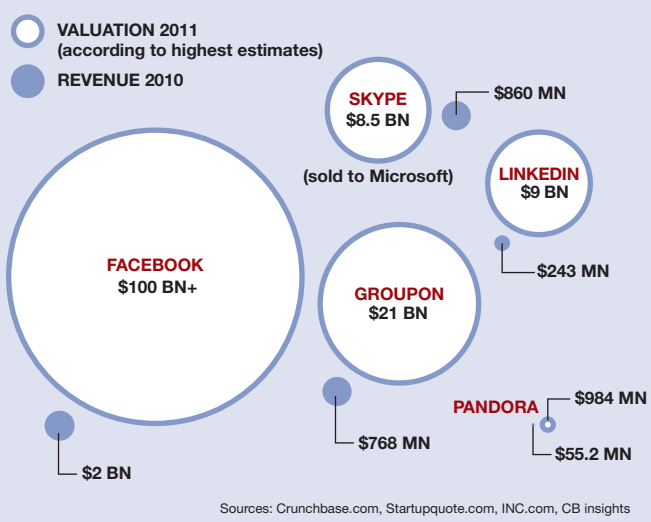 VALUATION 2011
(according to highest estimates)
REVENUE 2010
SKYPE
$8.5 BN
$860 MN
(sold to Microsoft)
LINKEDIN
$9 BN
$243 MN
FACEBOOK
$100 BN+
$2 BN
GROUPON
$21 BN
$768 MN
PANDORA
$984 MN
$55.2 MN
Sources: Crunchbase.com, Startupquote.com, INC.com, CB insights